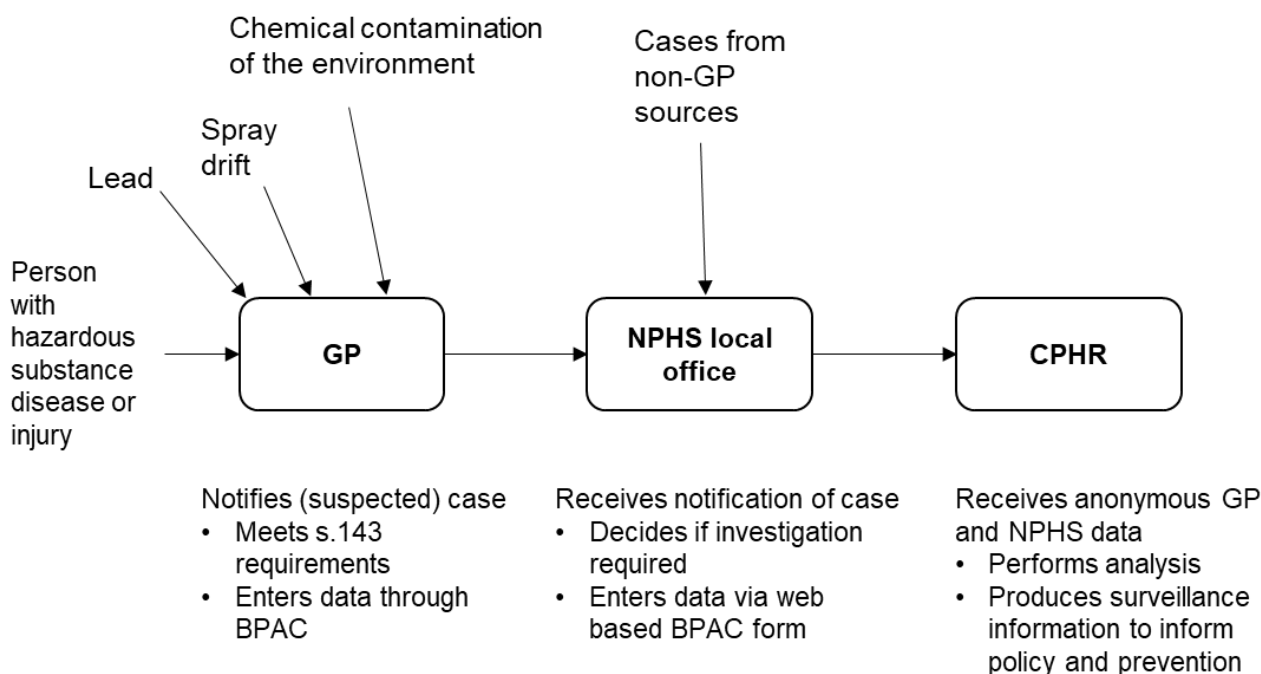 Chemical contamination
of the environment
Cases from
non-GP
sources
Spray
drift
Lead
Person
with
hazardous
substance
disease or
injury
GP
NPHS local
office
CPHR
Notifies (suspected) case
• Meets s.143
requirements
• Enters data through
BPAC
Receives notification of case
• Decides if investigation
required
• Enters data via web
based BPAC form
Receives anonymous GP
and NPHS data
• Performs analysis
• Produces surveillance
information to inform
policy and prevention